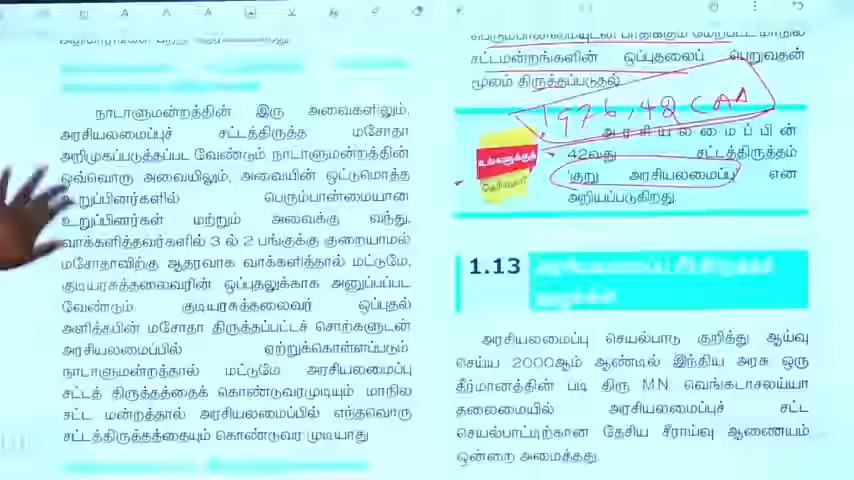 நாடாளுமன்றத்தின் இரு அவைகளிலும்,
அரசியலமைப்புச் சட்டத்திருத்த மசோதா
அறிமுகப்படுத்தப்பட வேண்டும். நாடாளுமன்றத்தின்
ஒவ்வொரு அவையிலும், அவையின் ஒட்டுமொத்த
உறுப்பினர்களில் பெரும்பான்மையான
உறுப்பினர்கள் மற்றும் அவைக்கு வந்து,
வாக்களித்தவர்களில் 3 ல் 2 பங்குக்கு குறையாமல்
மசோதாவிற்கு ஆதரவாக வாக்களித்தால் மட்டுமே,
குடியரசுத்தலைவரின் ஒப்புதலுக்காக அனுப்பப்பட
வேண்டும் குடியரசுத்தலைவர் ஒப்புதல்
அளித்தபின் மசோதா திருத்தப்பட்டச் சொற்களுடன்
அரசியலமைப்பில் ஏற்றுக்கொள்ளப்படும்
நாடாளுமன்றத்தால் மட்டுமே அரசியலமைப்பு
சட்டத் திருத்தத்தைக் கொண்டுவரமுடியும் மாநில
சட்ட மன்றத்தால் அரசியலமைப்பில் எந்தவொரு
சட்டத்திருத்தத்தையும் கொண்டுவர முடியாது
பெரும்பான்மையுடன் மாநில
சட்டமன்றங்களின் ஒப்புதலைப் பெறுவதன்
மூலம் திருத்தப்படுதல்
1976, 42 CAA
உங்களுக்குத்
தெரியுமா?
அரசியலமைப்பின்
42வது சட்டத்திருத்தம்
'குறு அரசியலமைப்பு' என
அறியப்படுகிறது.
1.13
அரசியலமைப்பு செயல்பாடு குறித்து ஆய்வு
செய்ய 2000ஆம் ஆண்டில் இந்திய அரசு ஒரு
தீர்மானத்தின் படி திரு M.N வெங்கடாசலய்யா
தலைமையில் அரசியலமைப்புச் சட்ட
செயல்பாட்டிற்கான தேசிய சீராய்வு ஆணையம்
ஒன்றை அமைத்தது.